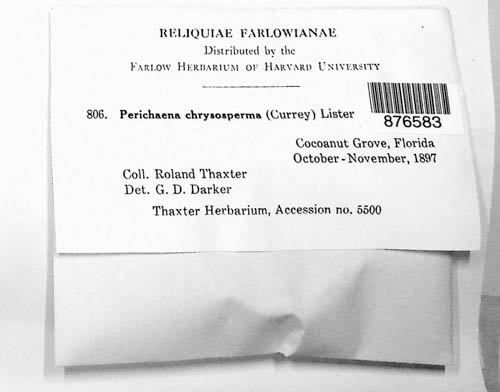 RELIQUIAE FARLOWIANAE
Distributed by the
FARLOW HERBARIUM OF HARVARD UNIVERSITY
806. Perichaena chrysosperma (Currey) Lister
876583
Cocoanut Grove, Florida
October - November, 1897
Coll. Roland Thaxter
Det. G. D. Darker
Thaxter Herbarium, Accession no. 5500